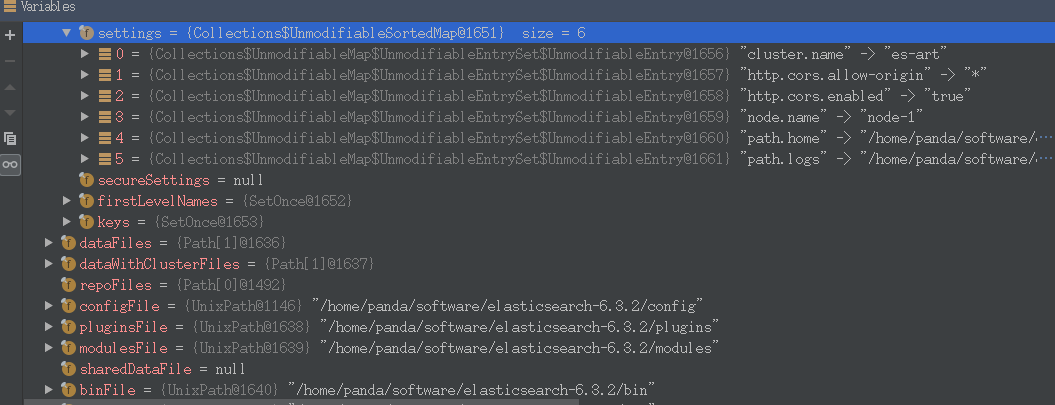 Variables
settings = {Collections$UnmodifiableSortedMap@1651} size = 6
0 = {Collections$UnmodifiableMap$UnmodifiableEntrySet$UnmodifiableEntry@1656} "cluster.name" -> "es-art"
1 = {Collections$UnmodifiableMap$UnmodifiableEntrySet$UnmodifiableEntry@1657} "http.cors.allow-origin" -> "*"
2 = {Collections$UnmodifiableMap$UnmodifiableEntrySet$UnmodifiableEntry@1658} "http.cors.enabled" -> "true"
3 = {Collections$UnmodifiableMap$UnmodifiableEntrySet$UnmodifiableEntry@1659} "node.name" -> "node-1"
4 = {Collections$UnmodifiableMap$UnmodifiableEntrySet$UnmodifiableEntry@1660} "path.home" -> "/home/panda/software/...
5 = {Collections$UnmodifiableMap$UnmodifiableEntrySet$UnmodifiableEntry@1661} "path.logs" -> "/home/panda/software/...
secureSettings = null
firstLevelNames = {SetOnce@1652}
keys = {SetOnce@1653}
dataFiles = {Path[1]@1636}
dataWithClusterFiles = {Path[1]@1637}
repoFiles = {Path[0]@1492}
configFile = {UnixPath@1146} "/home/panda/software/elasticsearch-6.3.2/config"
pluginsFile = {UnixPath@1638} "/home/panda/software/elasticsearch-6.3.2/plugins"
modulesFile = {UnixPath@1639} "/home/panda/software/elasticsearch-6.3.2/modules"
sharedDataFile = null
binFile = {UnixPath@1640} "/home/panda/software/elasticsearch-6.3.2/bin"